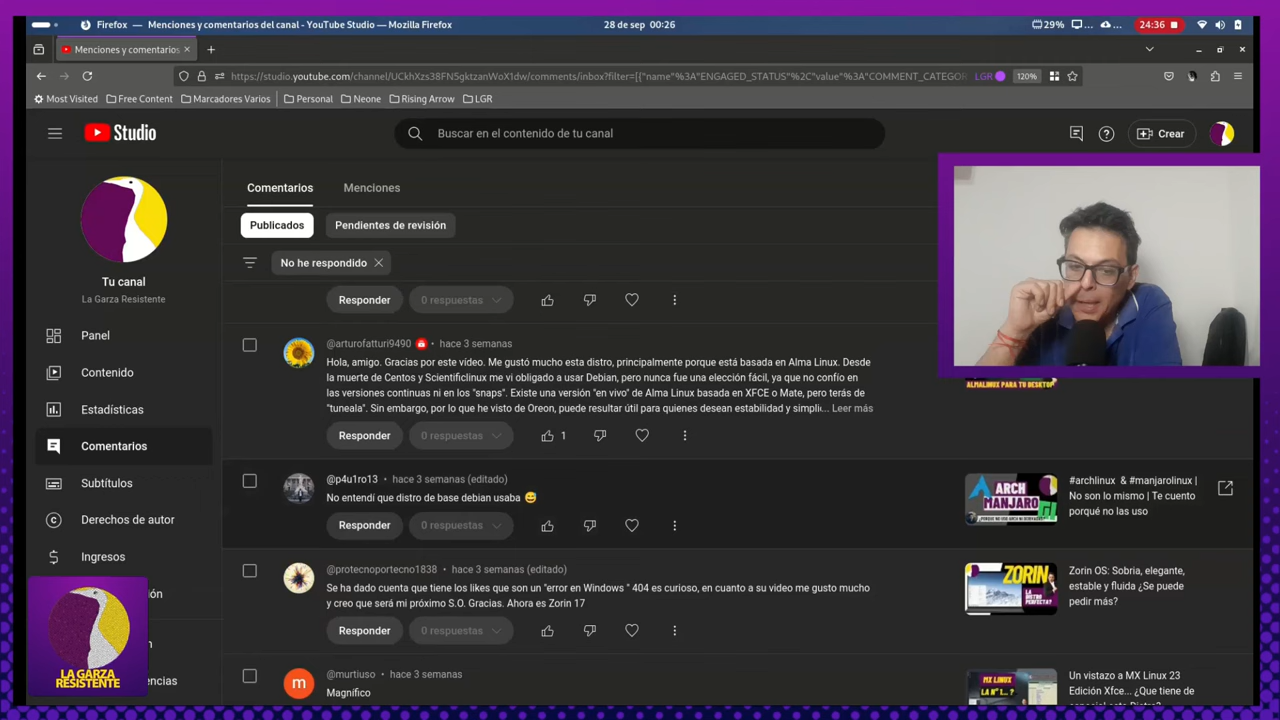 Firefox — Menciones y comentarios del canal - YouTube Studio — Mozilla Firefox
28 de sep 00:26
29%
24:36
Menciones y comentarios
https://studio.youtube.com/channel/UCkhXzs38FN5gktzanWoX1dw/comments/inbox?filter=[{"name"%3A"ENGAGED_STATUS"%2C"value"%3A"COMMENT_CATEGOR
LGR
120%
Most Visited
Free Content
Marcadores Varios
Personal
Neone
Rising Arrow
LGR
Studio
Buscar en el contenido de tu canal
Crear
Comentarios
Menciones
Publicados
Pendientes de revisión
No he respondido
Tu canal
La Garza Resistente
Panel
Contenido
Estadísticas
Comentarios
Subtítulos
Derechos de autor
Ingresos
LA GARZA
RESISTENTE
Responder
0 respuestas
@arturofatturi9490 • hace 3 semanas
Hola, amigo. Gracias por este vídeo. Me gustó mucho esta distro, principalmente porque está basada en Alma Linux. Desde
la muerte de Centos y Scientificlinux me vi obligado a usar Debian, pero nunca fue una elección fácil, ya que no confío en
las versiones continuas ni en los "snaps". Existe una versión "en vivo" de Alma Linux basada en XFCE o Mate, pero terás de
"tuneala". Sin embargo, por lo que he visto de Oreon, puede resultar útil para quienes desean estabilidad y simpli... Leer más
Responder
0 respuestas
1
ALMALINUX PARA TU DESKTOP
@p4u1ro13 • hace 3 semanas (editado)
No entendí que distro de base debian usaba 😅
Responder
0 respuestas
ARCH
MANJARO
#archlinux & #manjarolinux |
No son lo mismo | Te cuento
porqué no las uso
@protecnoportecno1838 • hace 3 semanas (editado)
Se ha dado cuenta que tiene los likes que son un "error en Windows " 404 es curioso, en cuanto a su video me gusto mucho
y creo que será mi próximo S.O. Gracias. Ahora es Zorin 17
Responder
0 respuestas
ZORIN
Zorin OS: Sobria, elegante,
estable y fluida ¿Se puede
pedir más?
@murtiuso • hace 3 semanas
m
Magnífico
MX LINUX
Un vistazo a MX Linux 23
Edición Xfce... ¿Que tiene de